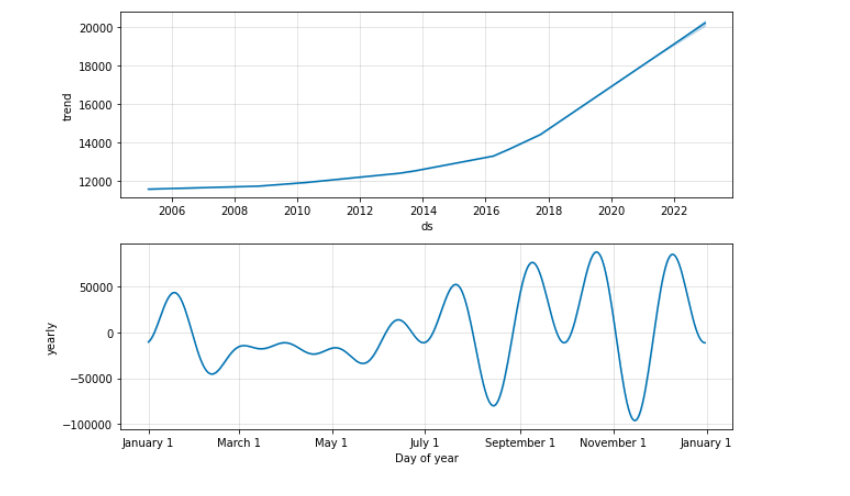 20000
18000
16000
14000
12000
trend
2006 2008 2010 2012 2014 2016 2018 2020 2022
ds
50000
0
−50000
−100000
yearly
January 1 March 1 May 1 July 1 September 1 November 1 January 1
Day of year